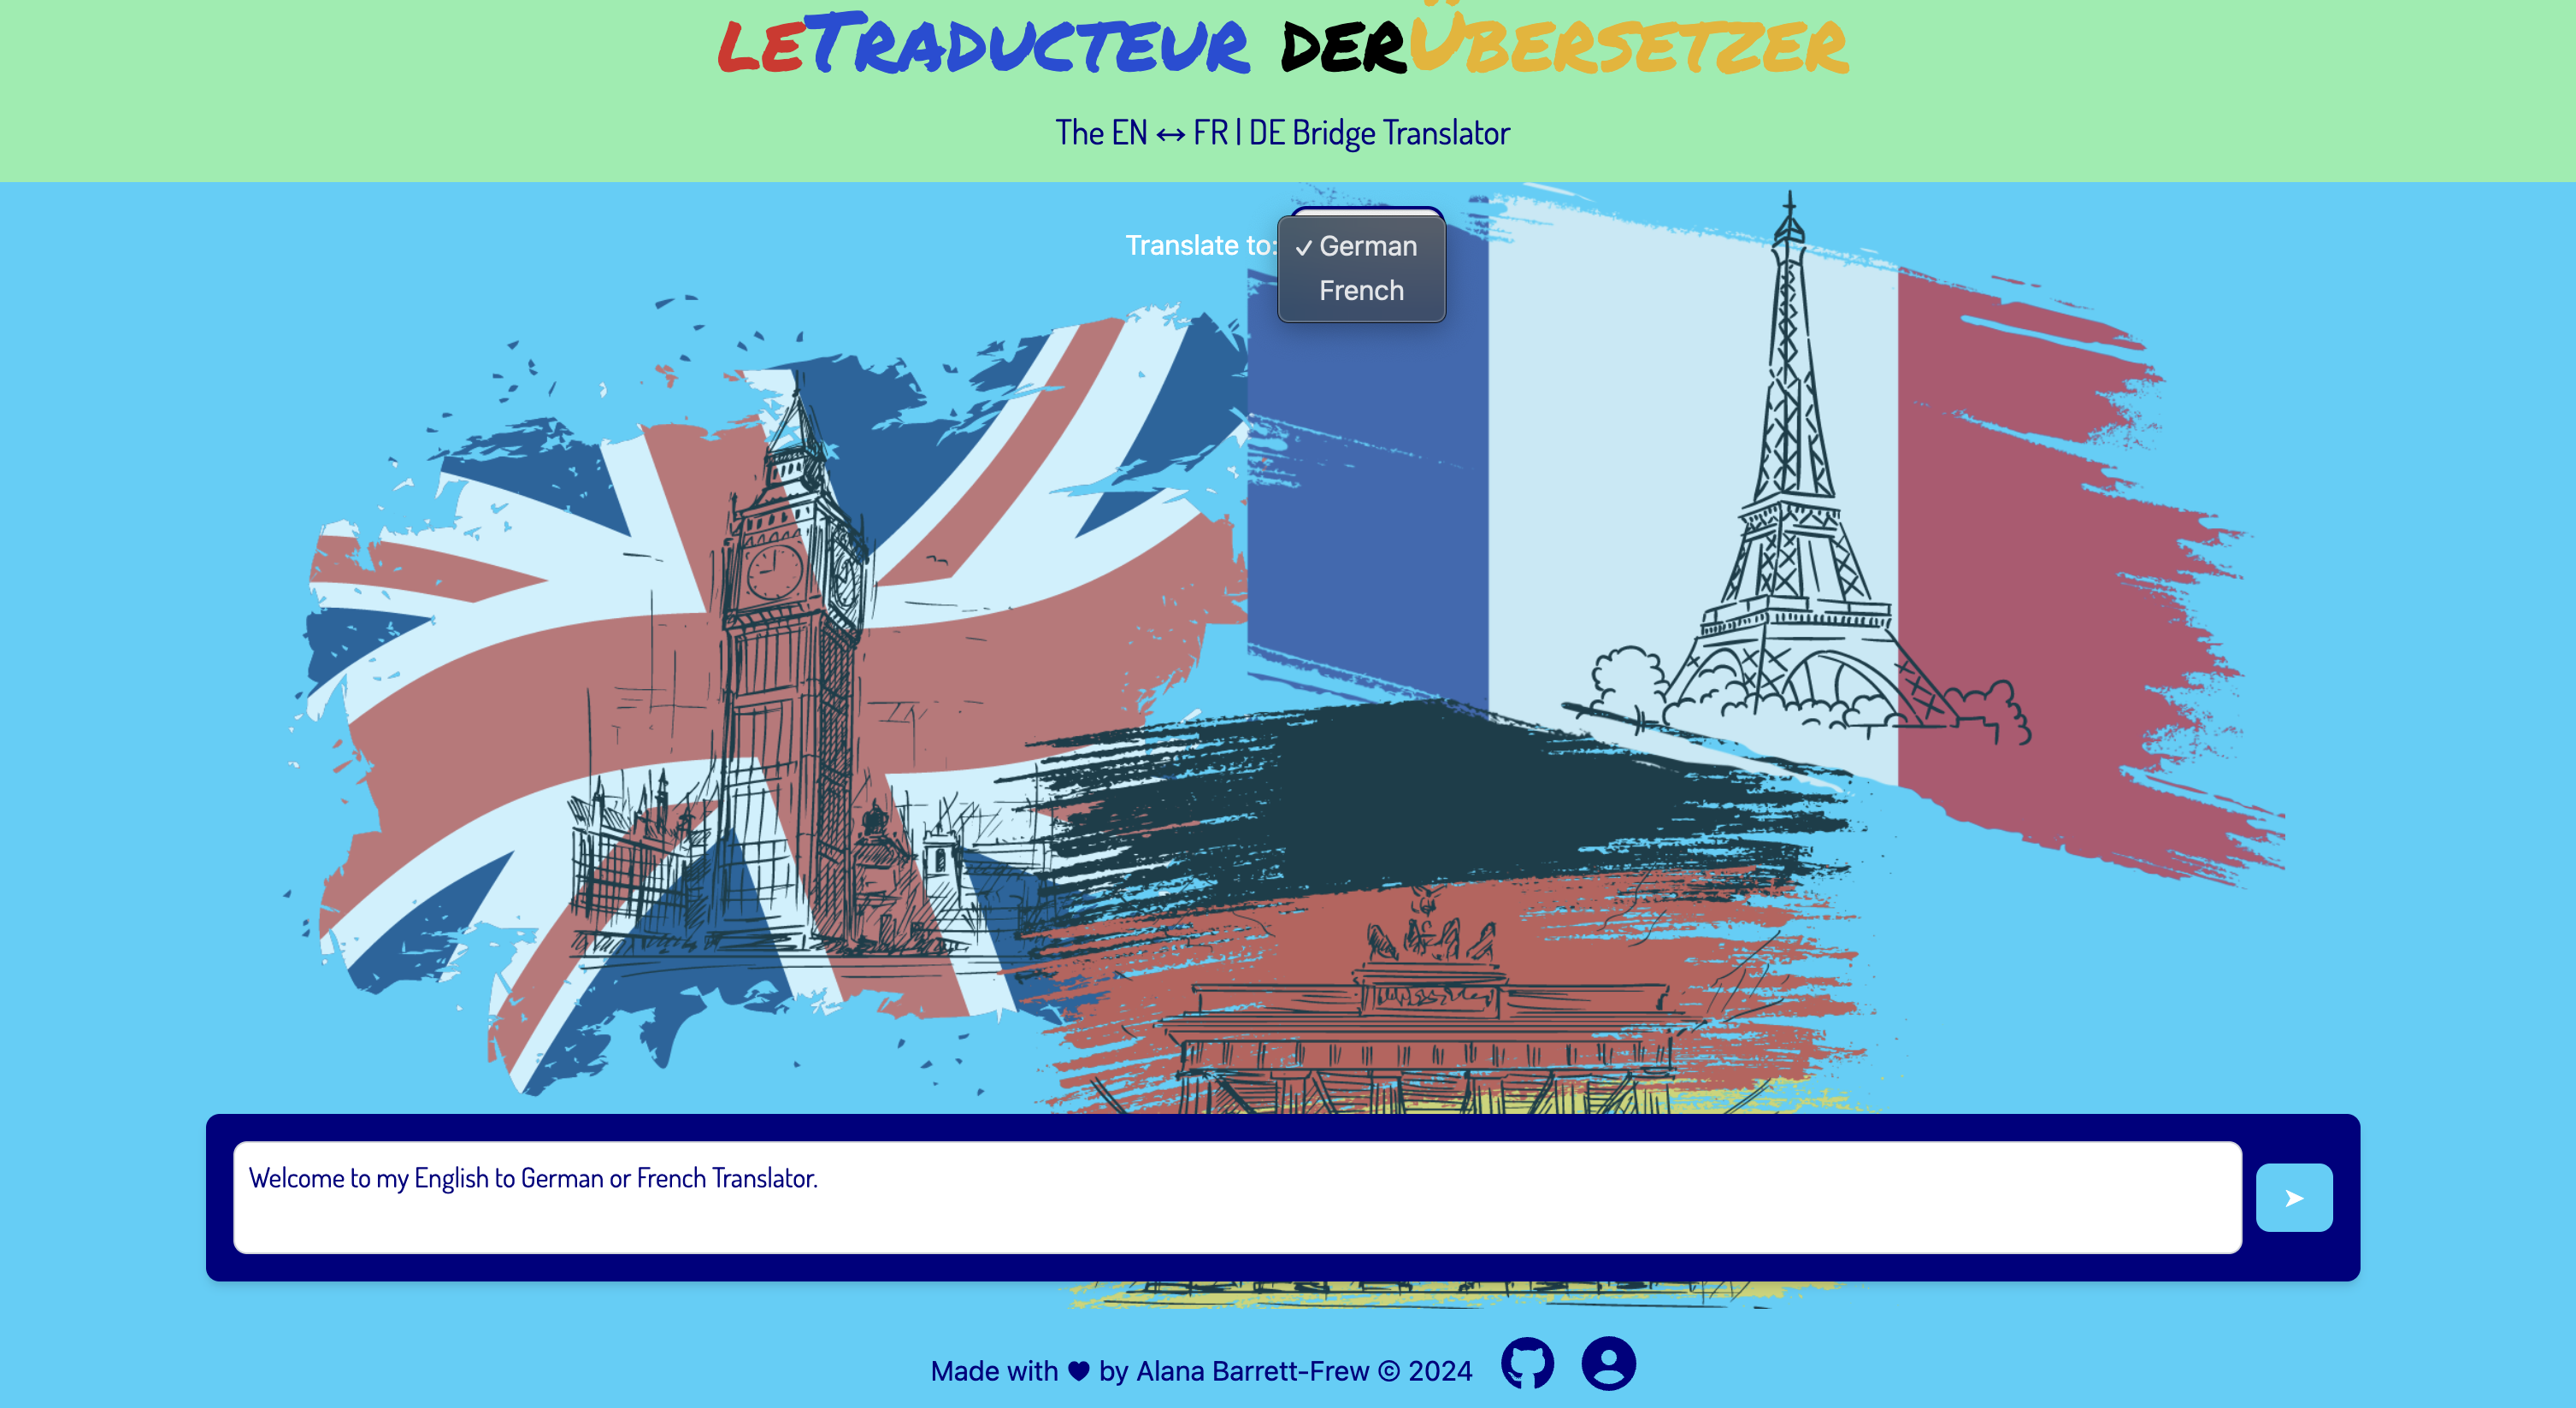 LETRADUCTEUR DERÜBERSETZER
The EN ↔ FR | DE Bridge Translator
Translate to:
✓ German
French
Welcome to my English to German or French Translator.
➤
Made with ♥ by Alana Barrett-Frew © 2024